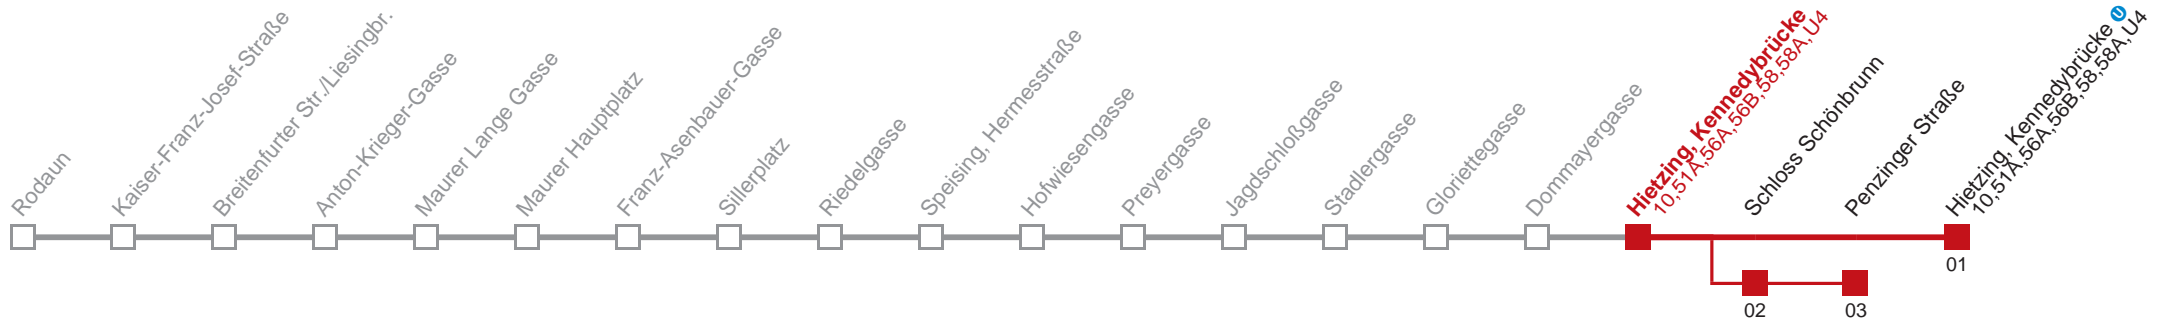 Rodaun
Kaiser-Franz-Josef-Straße
Breitenfurter Str./Liesingbr.
Anton-Krieger-Gasse
Maurer Lange Gasse
Maurer Hauptplatz
Franz-Asenbauer-Gasse
Sillerplatz
Riedelgasse
Speising, Hermesstraße
Hofwiesengasse
Preyergasse
Jagdschloßgasse
Stadlergasse
Gloriettegasse
Dommayergasse
Hietzing, Kennedybrücke
10,51A,56A,56B,58,58A,U4
Schloss Schönbrunn
Penzinger Straße
Hietzing, Kennedybrücke U
10,51A,56A,56B,58,58A,U4
01
02
03